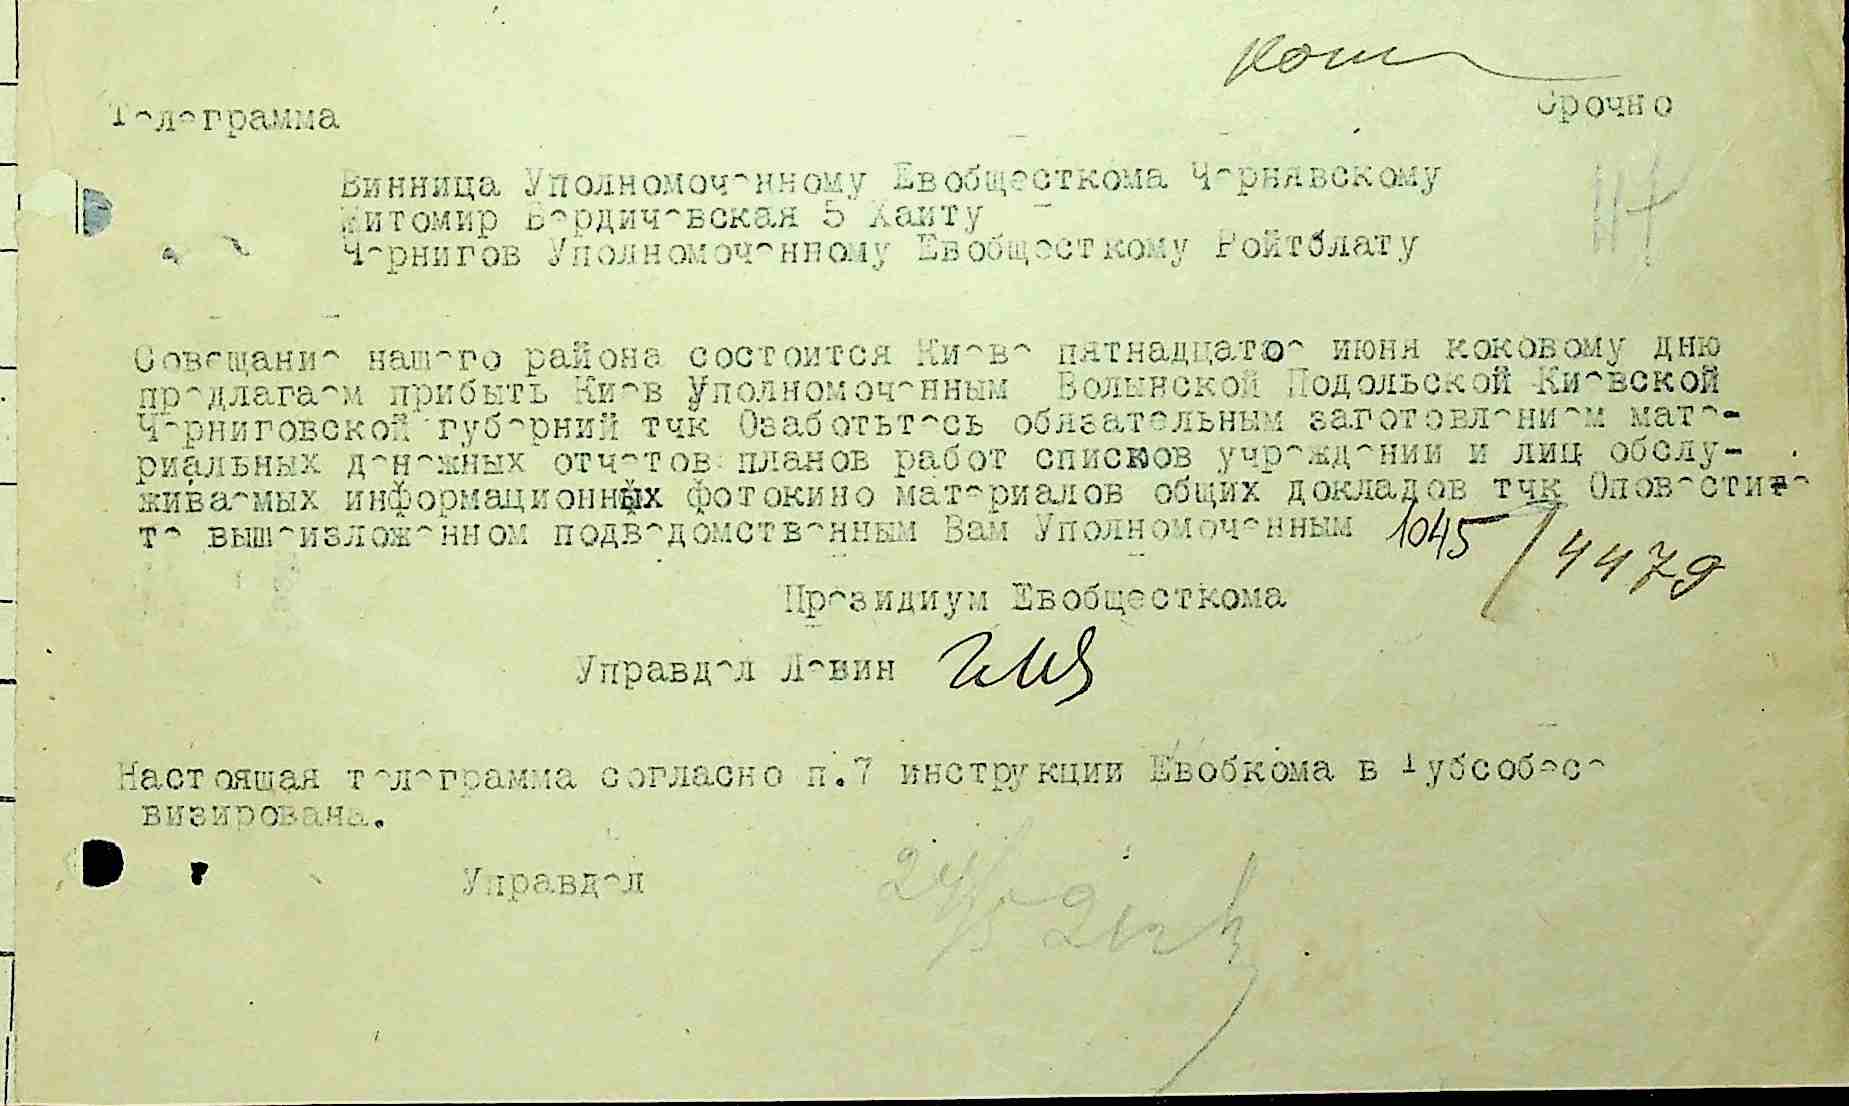 Телеграмма
Срочно
Винница Уполномоченному Евобщесткома Чернявскому
Житомир Бердичевская 5 Хаиту
Чернигов Уполномоченному Евобщесткому Ройтблату
Совещание нашего района состоится Киеве пятнадцатое июня коковому дню
предлагаем прибыть Киев Уполномоченным Волынской Подольской Киевской
Черниговской губерний тчк Озаботьтесь обязательным заготовлением мате-
риальных денежных отчетов планов работ списков учреждении и лиц обслу-
живаемых информационных фотокино материалов общих докладов тчк Оповестите
те вышеизложенном подведомственным Вам Уполномоченным 1045/4479
Президиум Евобщесткома
Управдел Левин
Настоящая телеграмма согласно п.7 инструкции Евобкома в Губсобесе
визирована.
Управдел